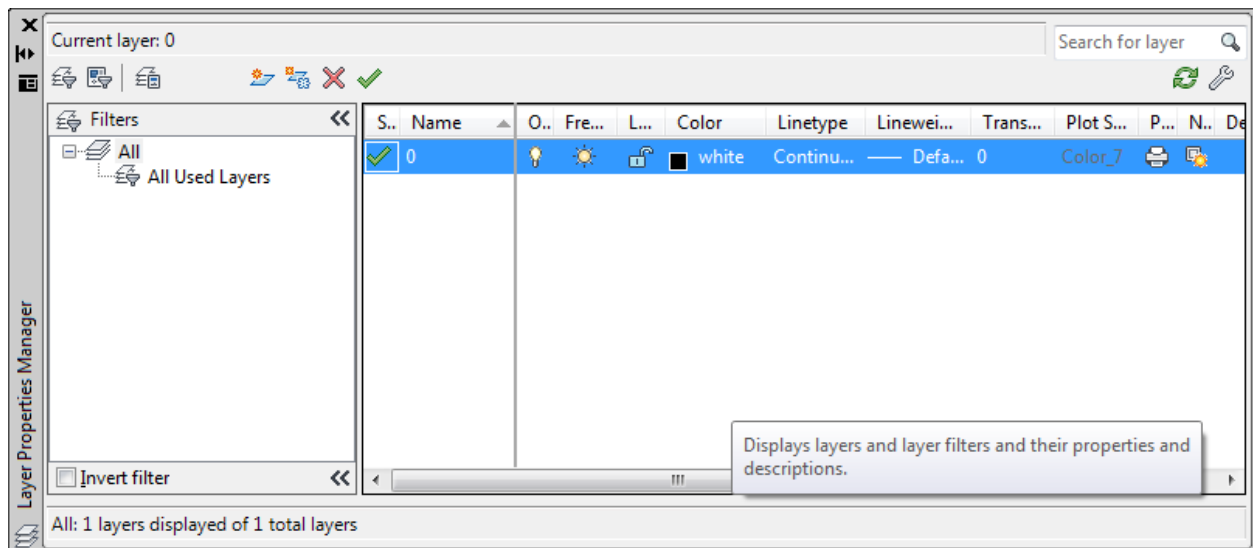 Current layer: 0
Search for layer
Filters
S.. Name O.. Fre... L... Color Linetype Linewei... Trans... Plot S... P... N.. De
All
All Used Layers
0 white Continu... Defa... 0 Color_7
Displays layers and layer filters and their properties and
descriptions.
Invert filter
All: 1 layers displayed of 1 total layers
Layer Properties Manager